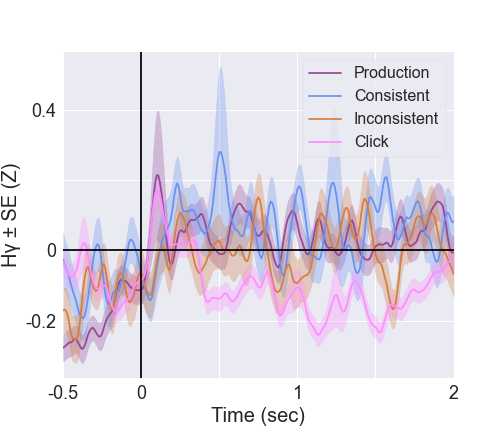 Production
Consistent
Inconsistent
Click
Hγ ± SE (Z)
0.4
0
-0.2
-0.5
0
1
2
Time (sec)